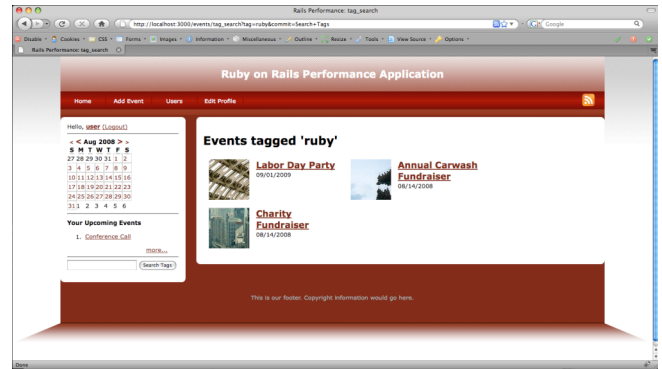 Rails Performance: tag_search
http://localhost:3000/events/tag_search?tag=ruby&commit=Search+Tags
Google
Disable Cookies CSS Forms Images Information Miscellaneous Outline Resize Tools View Source Options
Rails Performance: tag_search
Ruby on Rails Performance Application
Home Add Event Users Edit Profile
Hello, user (Logout)
< < Aug 2008 > >
S M T W T F S
27 28 29 30 31 1 2
3 4 5 6 7 8 9
10 11 12 13 14 15 16
17 18 19 20 21 22 23
24 25 26 27 28 29 30
31 1 2 3 4 5 6
Your Upcoming Events
1. Conference Call
more...
Search Tags
Events tagged 'ruby'
Labor Day Party
09/01/2009
Annual Carwash
Fundraiser
08/14/2008
Charity
Fundraiser
08/14/2008
This is our footer. Copyright information would go here.
Done